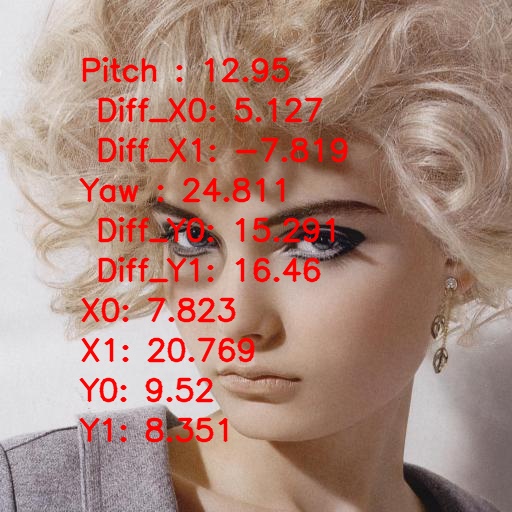 Pitch : 12.95
Diff_X0: 5.127
Diff_X1: -7.819
Yaw : 24.811
Diff_Y0: 15.291
Diff_Y1: 16.46
X0: 7.823
X1: 20.769
Y0: 9.52
Y1: 8.351